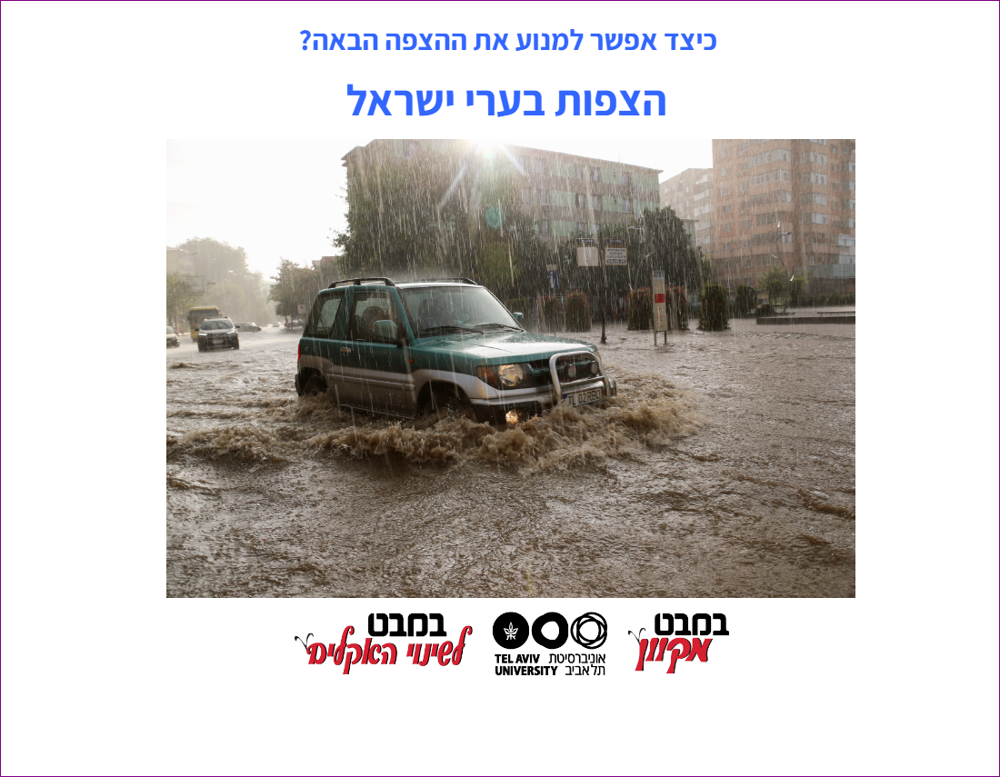 כיצד אפשר למנוע את ההצפה הבאה?
הצפות בערי ישראל
במבט
לשינוי האקלים
אוניברסיטת
תל אביב
TEL AVIV
UNIVERSITY
במבט
מקוון